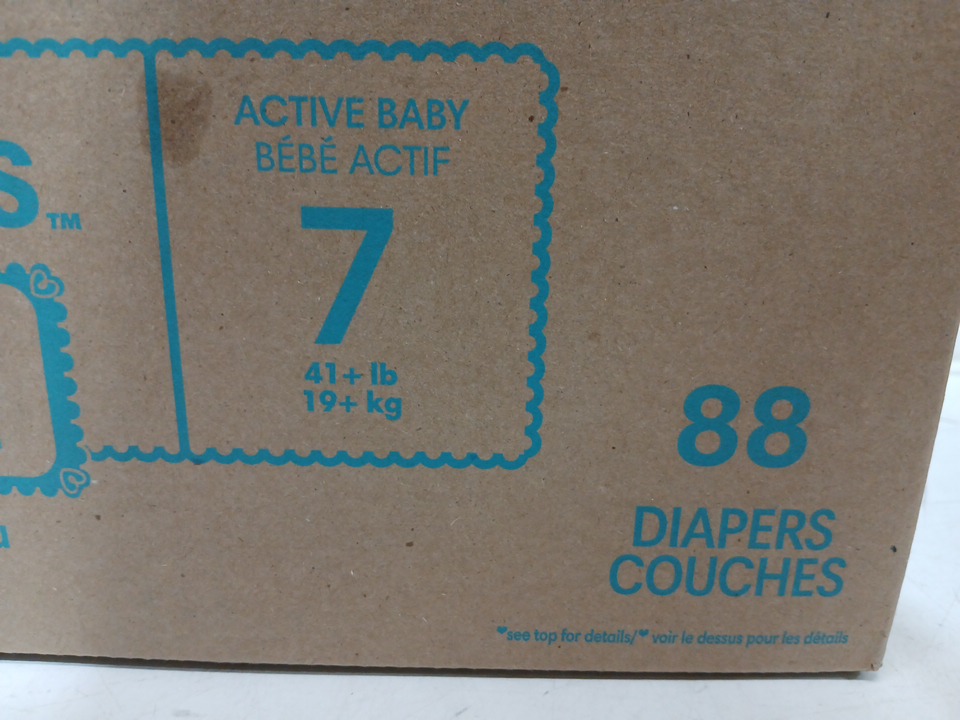 S™
ACTIVE BABY
BÉBÉ ACTIF
7
41+ lb
19+ kg
88
DIAPERS
COUCHES
♥see top for details/♥ voir le dessus pour les détails